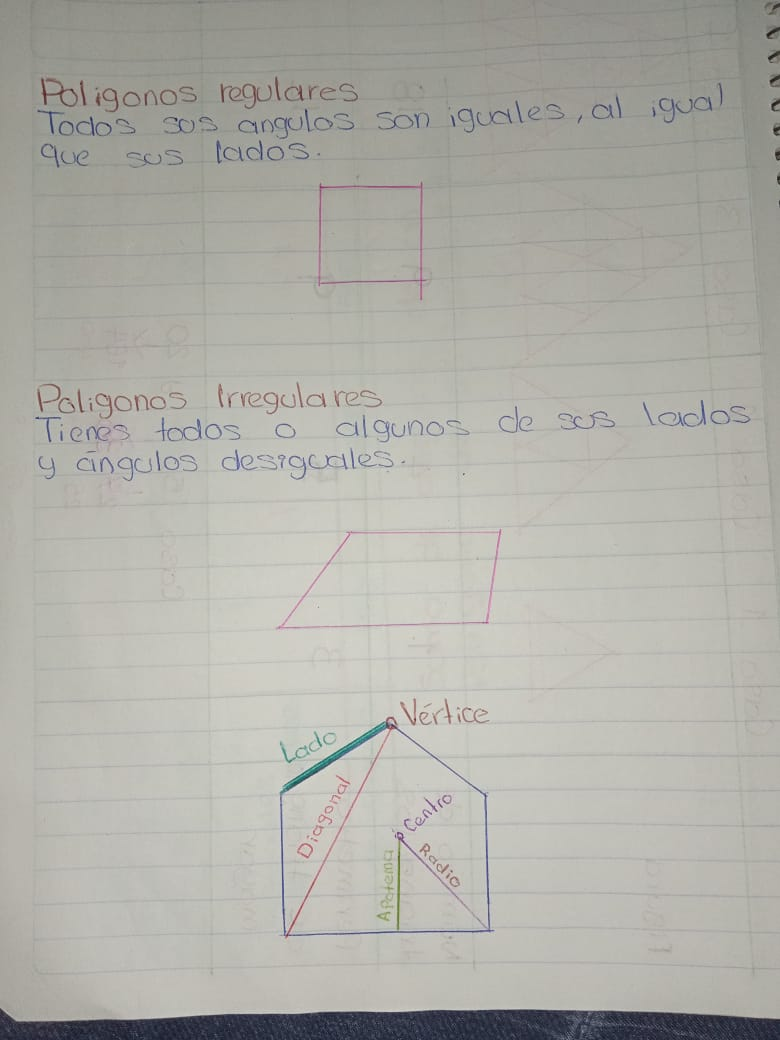 Poligonos regulares
Todos sus angulos son iguales, al igual
que sus lados.
Poligonos Irregulares
Tienes todos o algunos de sus lados
y ángulos desiguales.
Vértice
Lado
Diagonal
Centro
Radio
APotema